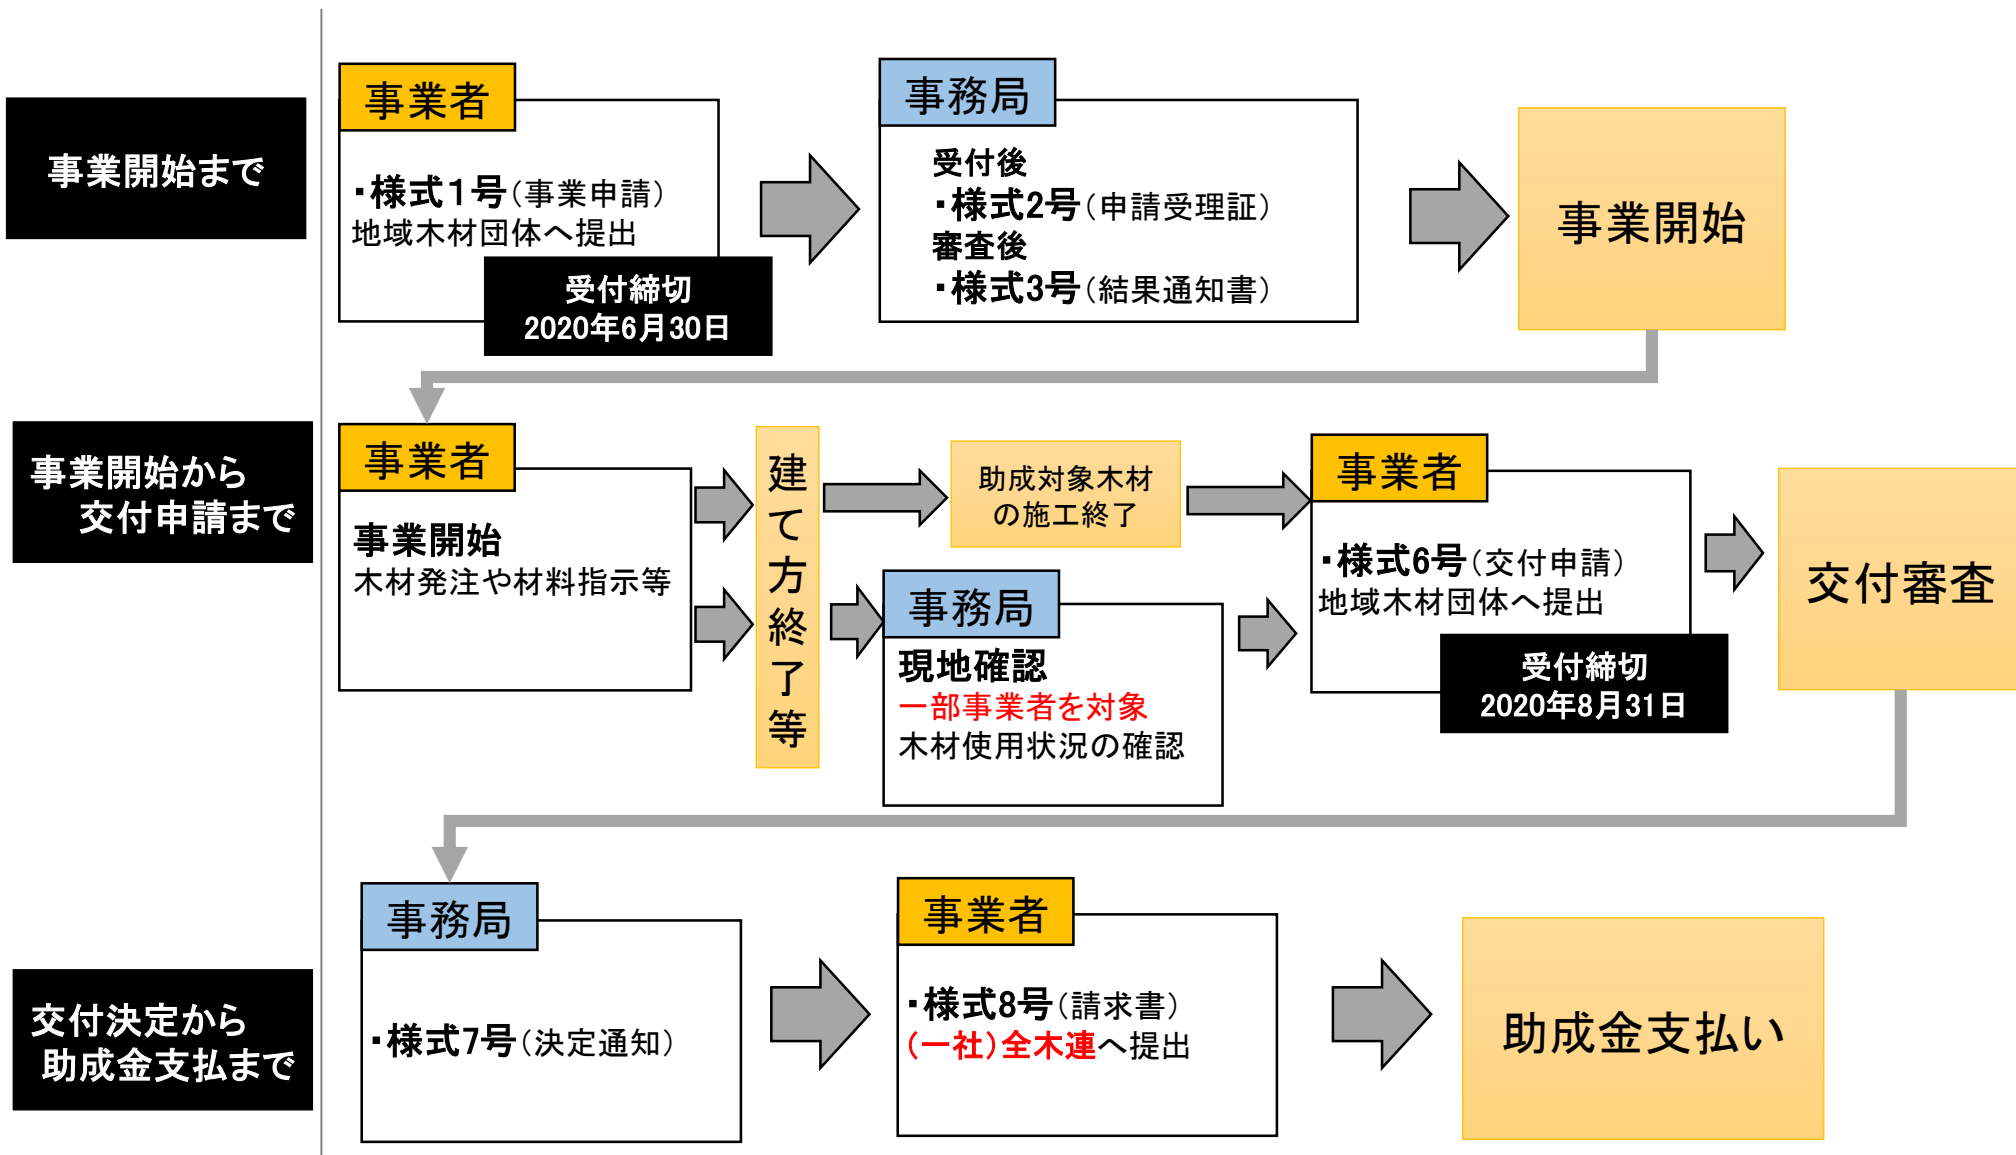 事業開始まで
事業者
・様式１号（事業申請）
地域木材団体へ提出
受付締切
2020年6月30日
事務局
受付後
・様式2号（申請受理証）
審査後
・様式3号（結果通知書）
事業開始
事業開始から
交付申請まで
事業者
事業開始
木材発注や材料指示等
建て方終了等
助成対象木材
の施工終了
事務局
現地確認
一部事業者を対象
木材使用状況の確認
事業者
・様式6号（交付申請）
地域木材団体へ提出
受付締切
2020年8月31日
交付審査
交付決定から
助成金支払まで
事務局
・様式7号（決定通知）
事業者
・様式8号（請求書）
（一社）全木連へ提出
助成金支払い